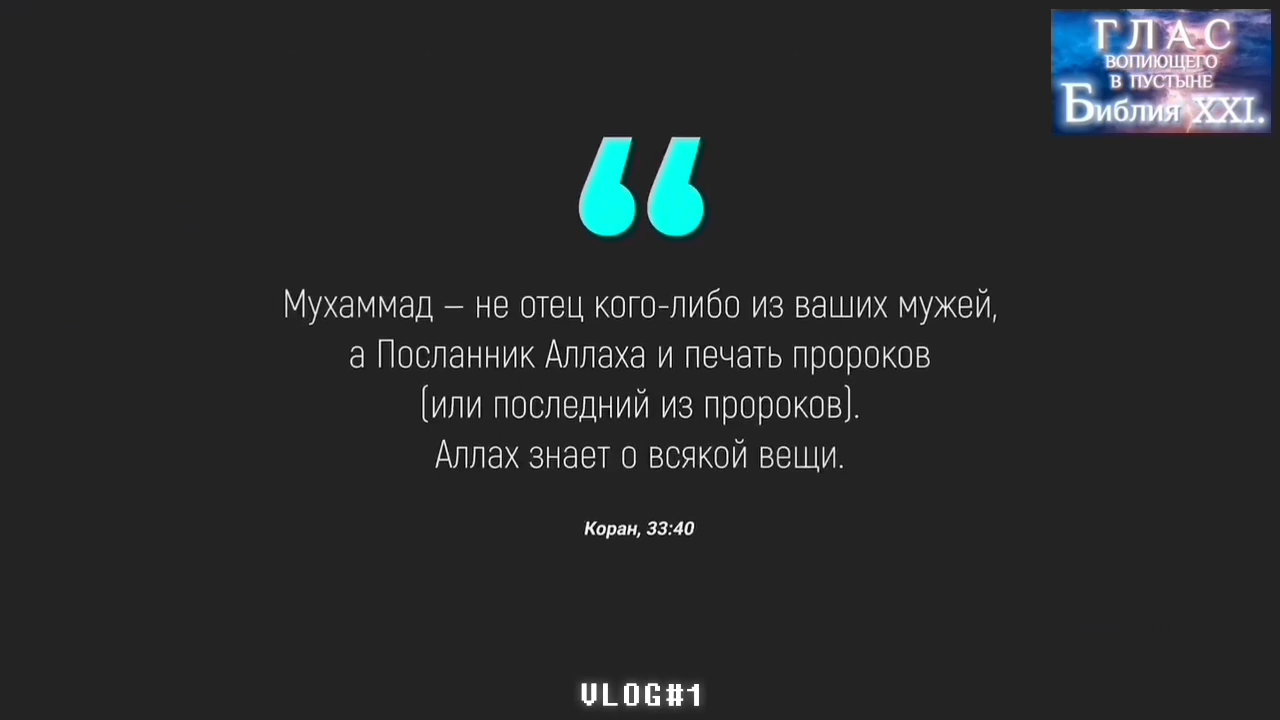 ГЛАС
ВОПИЮЩЕГО
В ПУСТЫНЕ
Библия XXI.
“
Мухаммад – не отец кого-либо из ваших мужей,
а Посланник Аллаха и печать пророков
(или последний из пророков).
Аллах знает о всякой вещи.
Коран, 33:40
VLOG#1